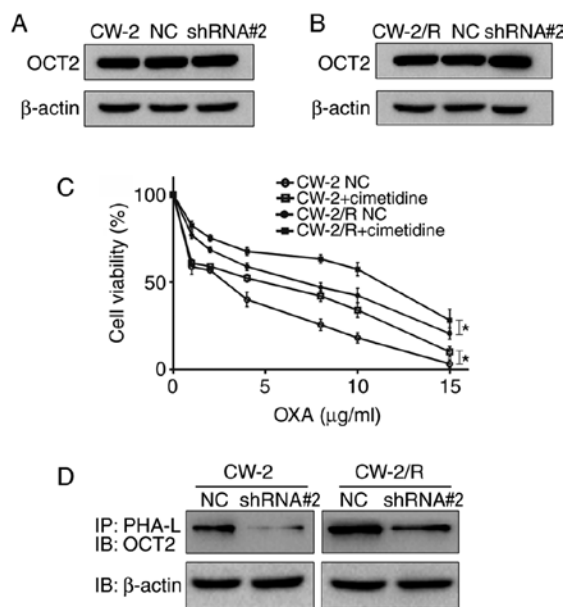 A
CW-2 NC shRNA#2
OCT2
β-actin
B
CW-2/R NC shRNA#2
OCT2
β-actin
C
Cell viability (%)
100
50
0
0 5 10 15
OXA (μg/ml)
CW-2 NC
CW-2+cimetidine
CW-2/R NC
CW-2/R+cimetidine
*
*
D
CW-2 CW-2/R
NC shRNA#2 NC shRNA#2
IP: PHA-L
IB: OCT2
IB: β-actin